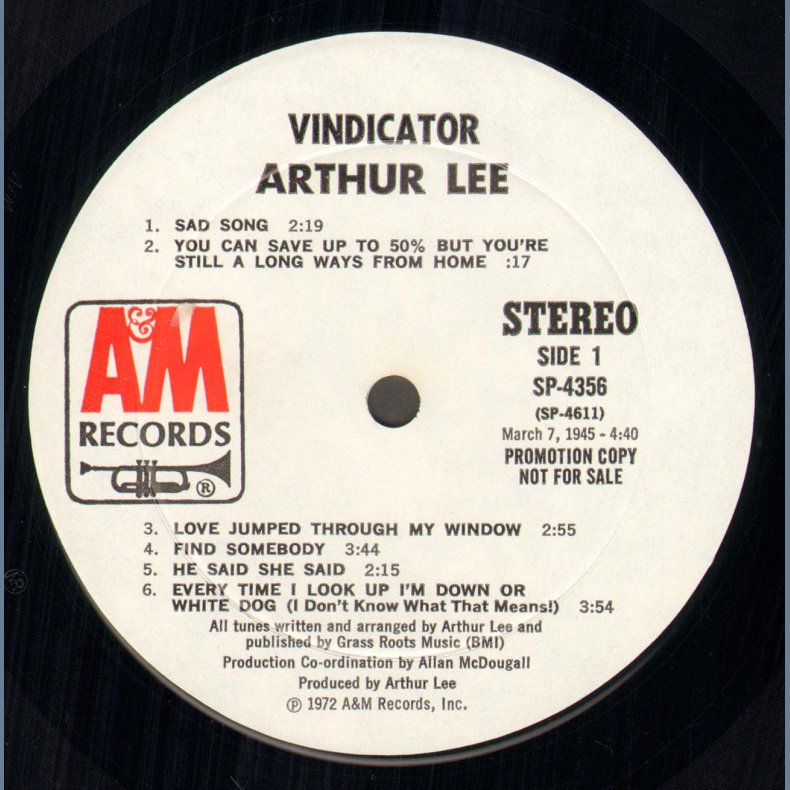 VINDICATOR
ARTHUR LEE
1. SAD SONG 2:19
2. YOU CAN SAVE UP TO 50% BUT YOU'RE
STILL A LONG WAYS FROM HOME :17
A&M
RECORDS
®
STEREO
SIDE 1
SP-4356
(SP-4611)
March 7, 1945 - 4:40
PROMOTION COPY
NOT FOR SALE
3. LOVE JUMPED THROUGH MY WINDOW 2:55
4. FIND SOMEBODY 3:44
5. HE SAID SHE SAID 2:15
6. EVERY TIME I LOOK UP I'M DOWN OR
WHITE DOG (I Don't Know What That Means!) 3:54
All tunes written and arranged by Arthur Lee and
published by Grass Roots Music (BMI)
Production Co-ordination by Allan McDougall
Produced by Arthur Lee
℗ 1972 A&M Records, Inc.